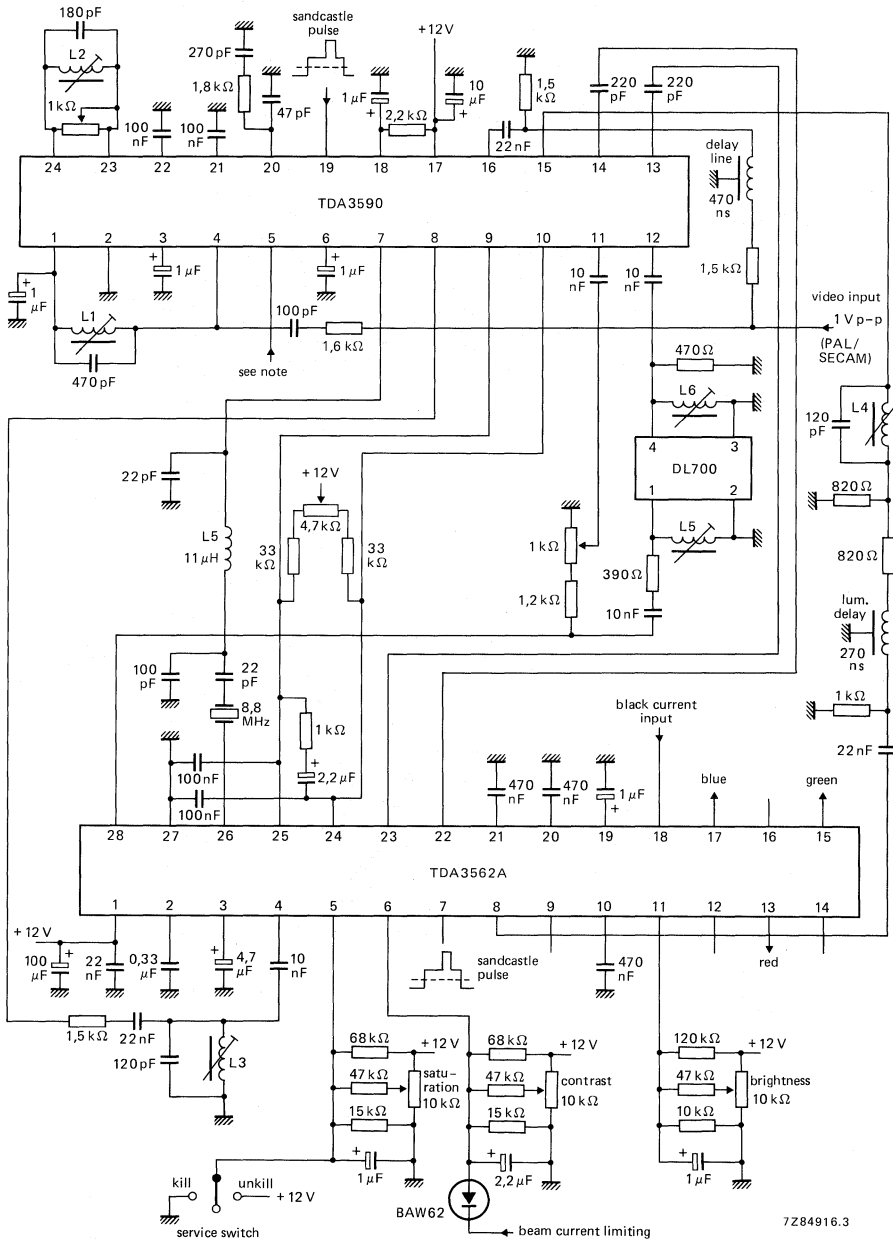 180 pF
L2
1kΩ
100 nF
100 nF
270 pF
1,8 kΩ
47 pF
sandcastle pulse
1 µF
+
2,2 kΩ
+12V
10 µF
+
22 nF
1,5 kΩ
220 pF
220 pF
delay line
470 ns
24 23 22 21 20 19 18 17 16 15 14 13
TDA3590
1 2 3 4 5 6 7 8 9 10 11 12
+
1 µF
+
1 µF
+
1 µF
10 nF
10 nF
1,5 kΩ
video input
1 V p-p
(PAL/
SECAM)
L1
470 pF
100 pF
1,6 kΩ
see note
470 Ω
L6
4 3
DL700
1 2
L5
120 pF
L4
820 Ω
820 Ω
22 pF
L5
11 µH
+12V
4,7 kΩ
33 kΩ
33 kΩ
1 kΩ
1,2 kΩ
390 Ω
10 nF
lum. delay
270 ns
1 kΩ
22 nF
100 pF
22 pF
8,8 MHz
1 kΩ
+
2,2 µF
100 nF
100 nF
470 nF
470 nF
1 µF
+
black current
input
blue
green
28 27 26 25 24 23 22 21 20 19 18 17 16 15
TDA3562A
1 2 3 4 5 6 7 8 9 10 11 12 13 14
+12 V
100 µF
+
22 nF
0,33 µF
+
4,7 µF
10 nF
sandcastle
pulse
470 nF
red
1,5 kΩ
22 nF
120 pF
L3
68 kΩ
+12 V
47 kΩ
satu-
ration
10 kΩ
15 kΩ
+
1 µF
68 kΩ
+12 V
47 kΩ
contrast
10 kΩ
15 kΩ
+
2,2 µF
120 kΩ
+12 V
47 kΩ
brightness
10 kΩ
10 kΩ
+
1 µF
kill
unkill
+12 V
service switch
BAW62
beam current limiting
7Z84916.3